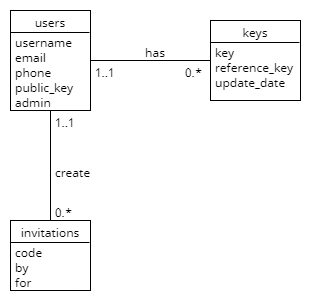 users
username
email
phone
public_key
admin
has
1..1
0..*
keys
key
reference_key
update_date
1..1
create
0..*
invitations
code
by
for